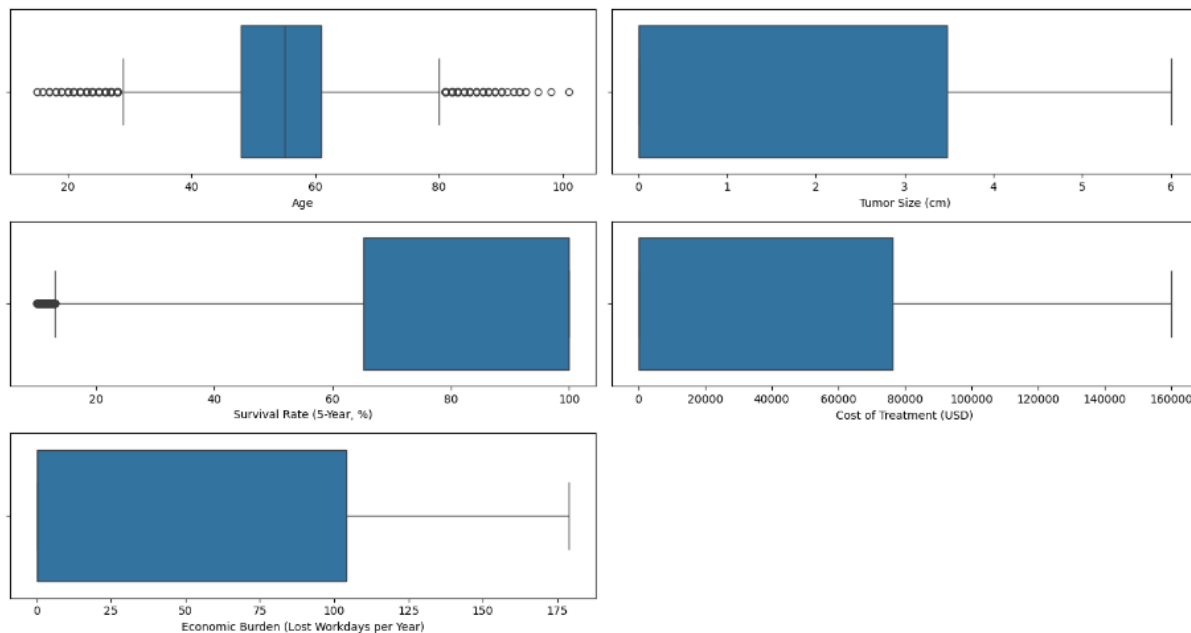 20 40 60 80 100
Age
0 1 2 3 4 5 6
Tumor Size (cm)
20 40 60 80 100
Survival Rate (5-Year, %)
0 20000 40000 60000 80000 100000 120000 140000 160000
Cost of Treatment (USD)
0 25 50 75 100 125 150 175
Economic Burden (Lost Workdays per Year)